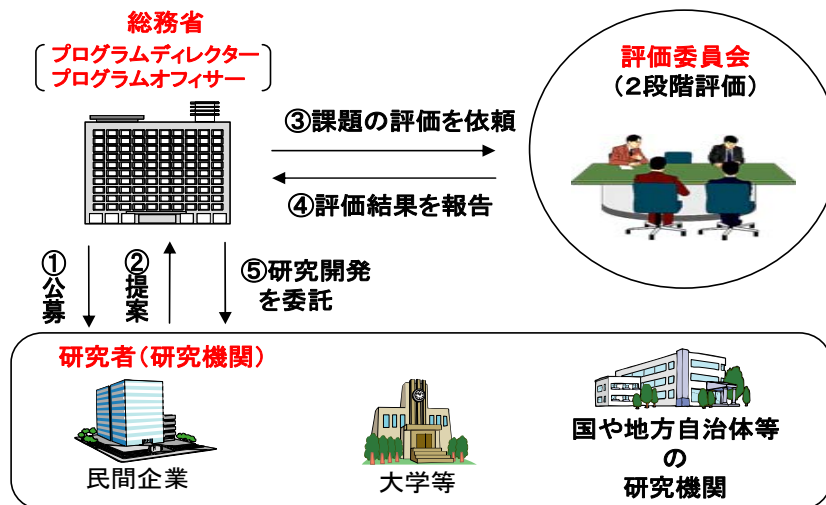 総務省
プログラムディレクター
プログラムオフィサー
評価委員会
(2段階評価)
③課題の評価を依頼
④評価結果を報告
①公募
②提案
⑤研究開発
を委託
研究者(研究機関)
民間企業
大学等
国や地方自治体等
の
研究機関